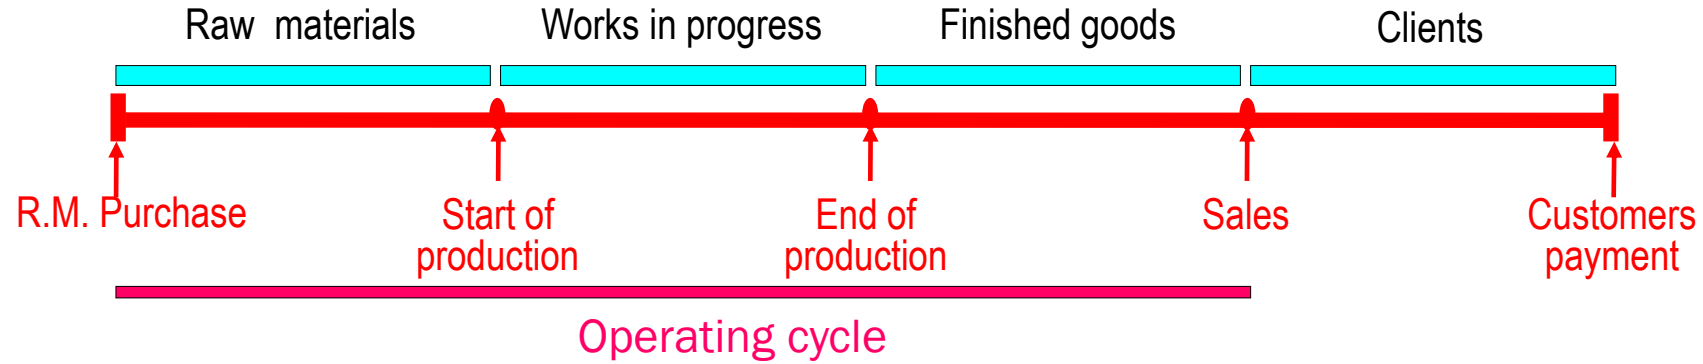 Raw materials
Works in progress
Finished goods
Clients
R.M. Purchase
Start of
production
End of
production
Sales
Customers
payment
Operating cycle